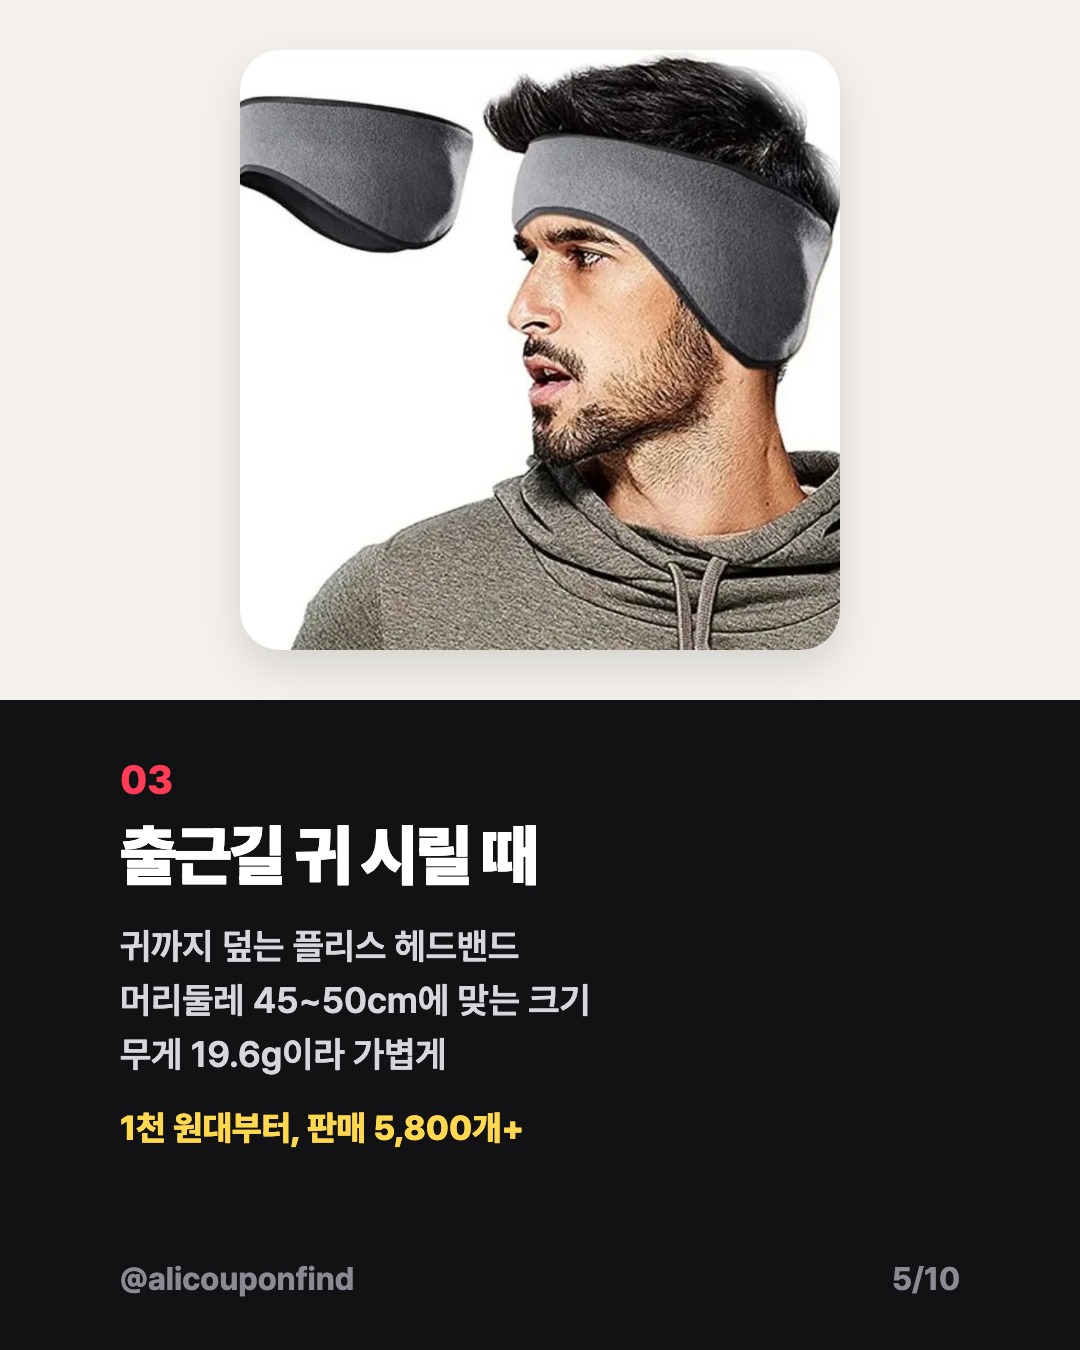 03
출근길 귀 시릴 때
귀까지 덮는 플리스 헤드밴드
머리둘레 45~50cm에 맞는 크기
무게 19.6g이라 가볍게
1천 원대부터, 판매 5,800개+
@alicouponfind
5/10